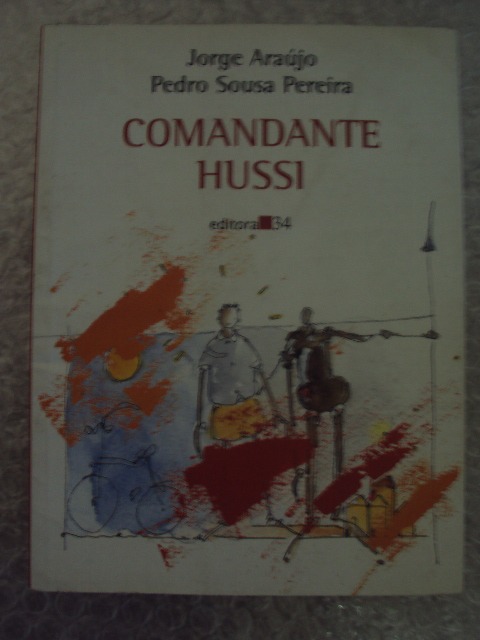 Jorge Araújo
Pedro Sousa Pereira
COMANDANTE
HUSSI
editora 34